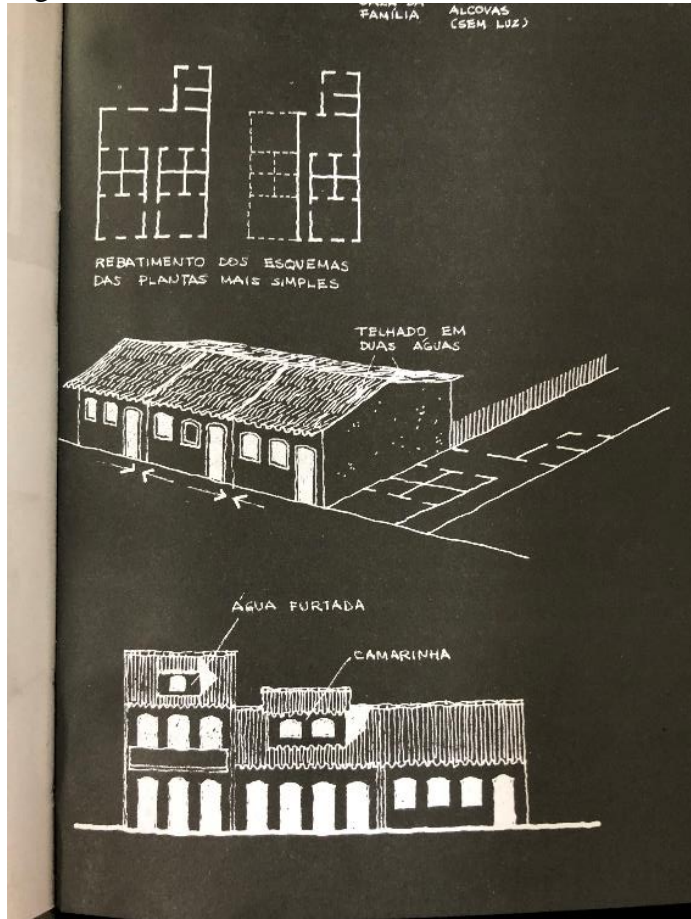 FAMÍLIA
ALCOVAS
(SEM LUZ)
REBATIMENTO DOS ESQUEMAS
DAS PLANTAS MAIS SIMPLES
TELHADO EM
DUAS ÁGUAS
ÁGUA FURTADA
CAMARINHA